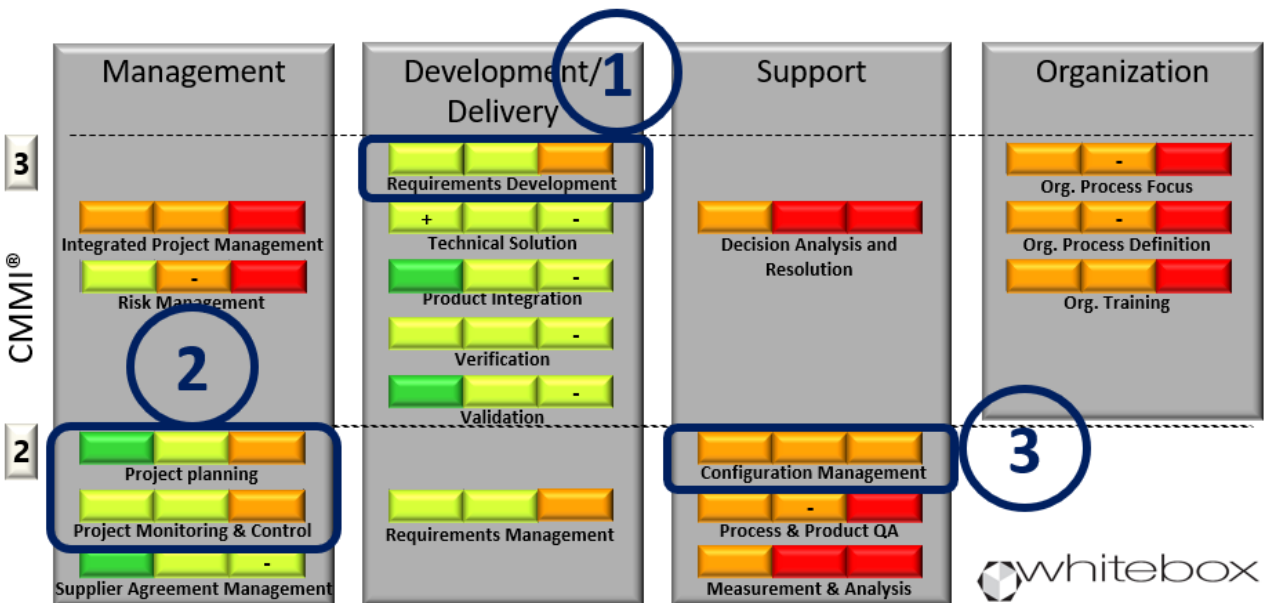 Management
Development/
Delivery
Support
Organization
1
3
CMMI®
2
Requirements Development
+
-
Technical Solution
-
Product Integration
-
Verification
-
Validation
Requirements Management
Integrated Project Management
-
Risk Management
2
Project planning
Project Monitoring & Control
-
Supplier Agreement Management
Decision Analysis and
Resolution
3
Configuration Management
-
Process & Product QA
Measurement & Analysis
-
Org. Process Focus
-
Org. Process Definition
Org. Training
whitebox